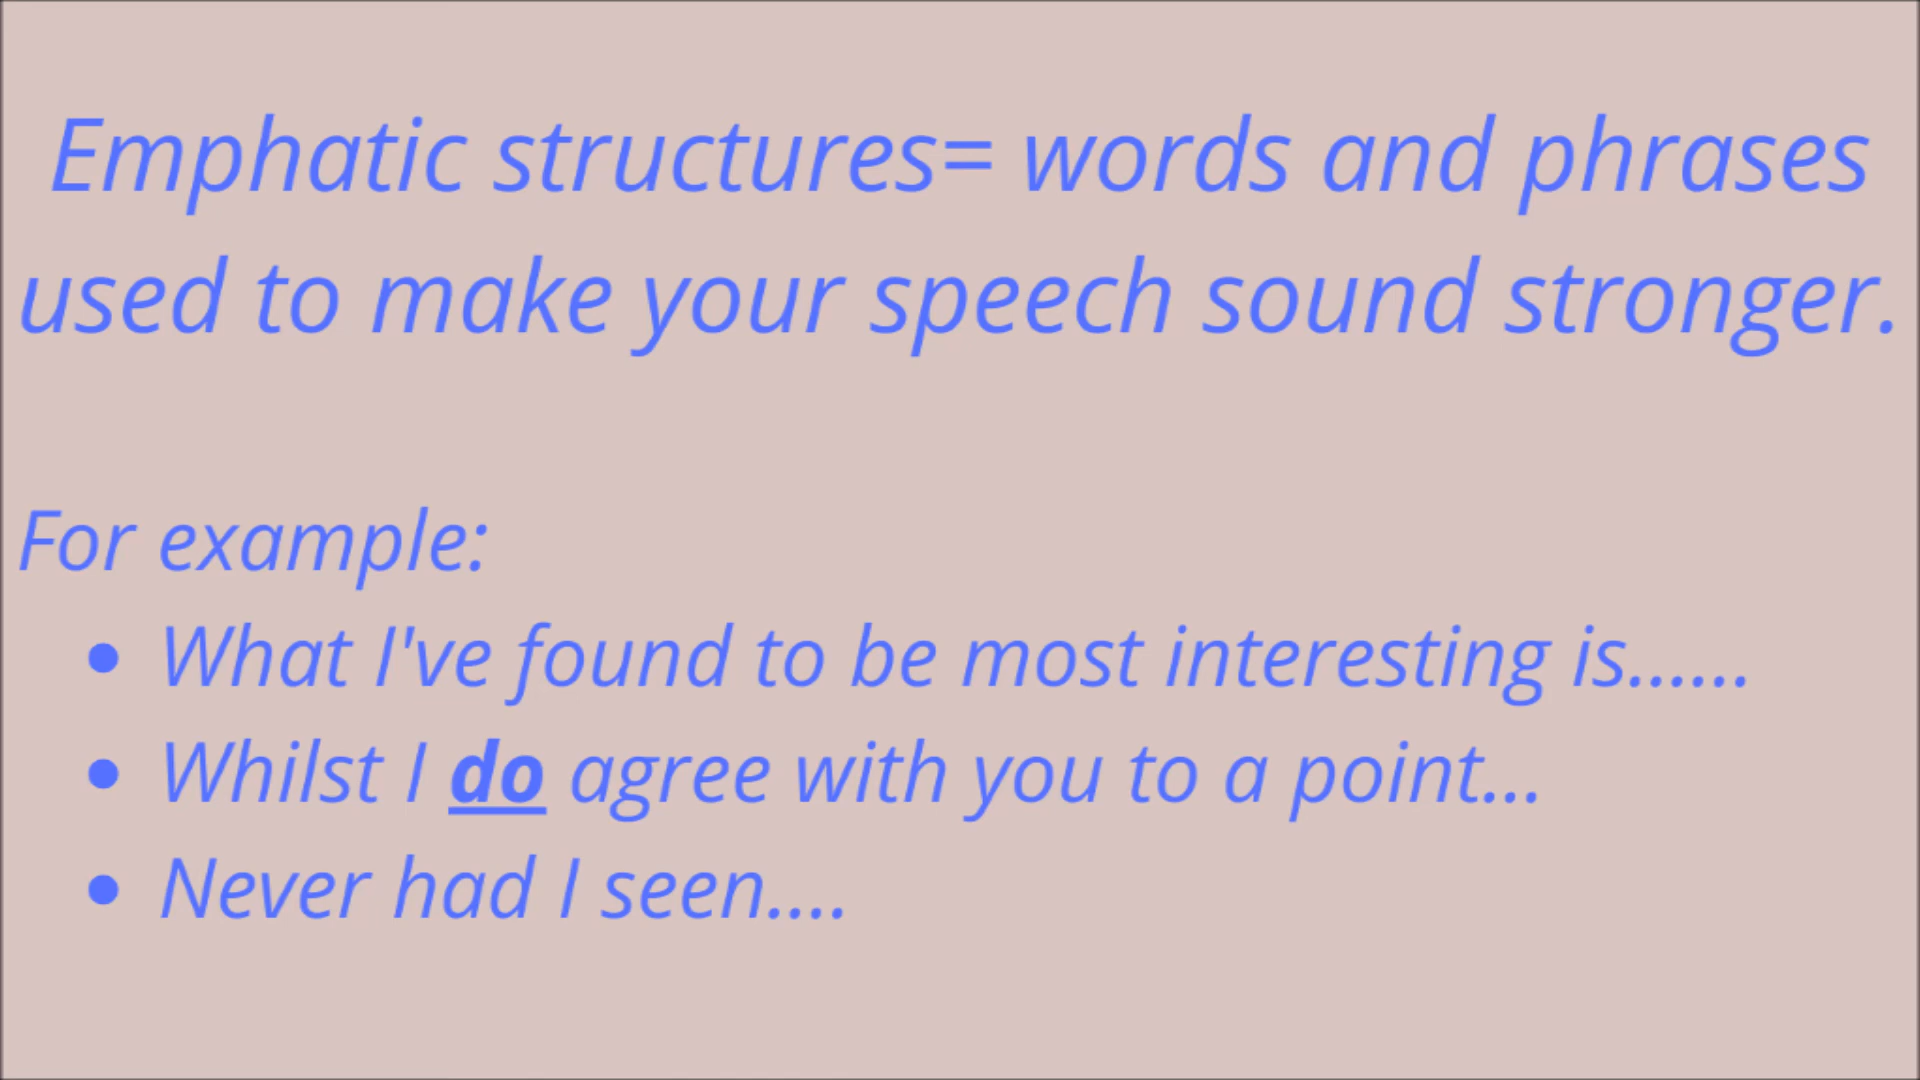 Emphatic structures= words and phrases
used to make your speech sound stronger.
For example:
• What I've found to be most interesting is......
• Whilst I do agree with you to a point...
• Never had I seen....